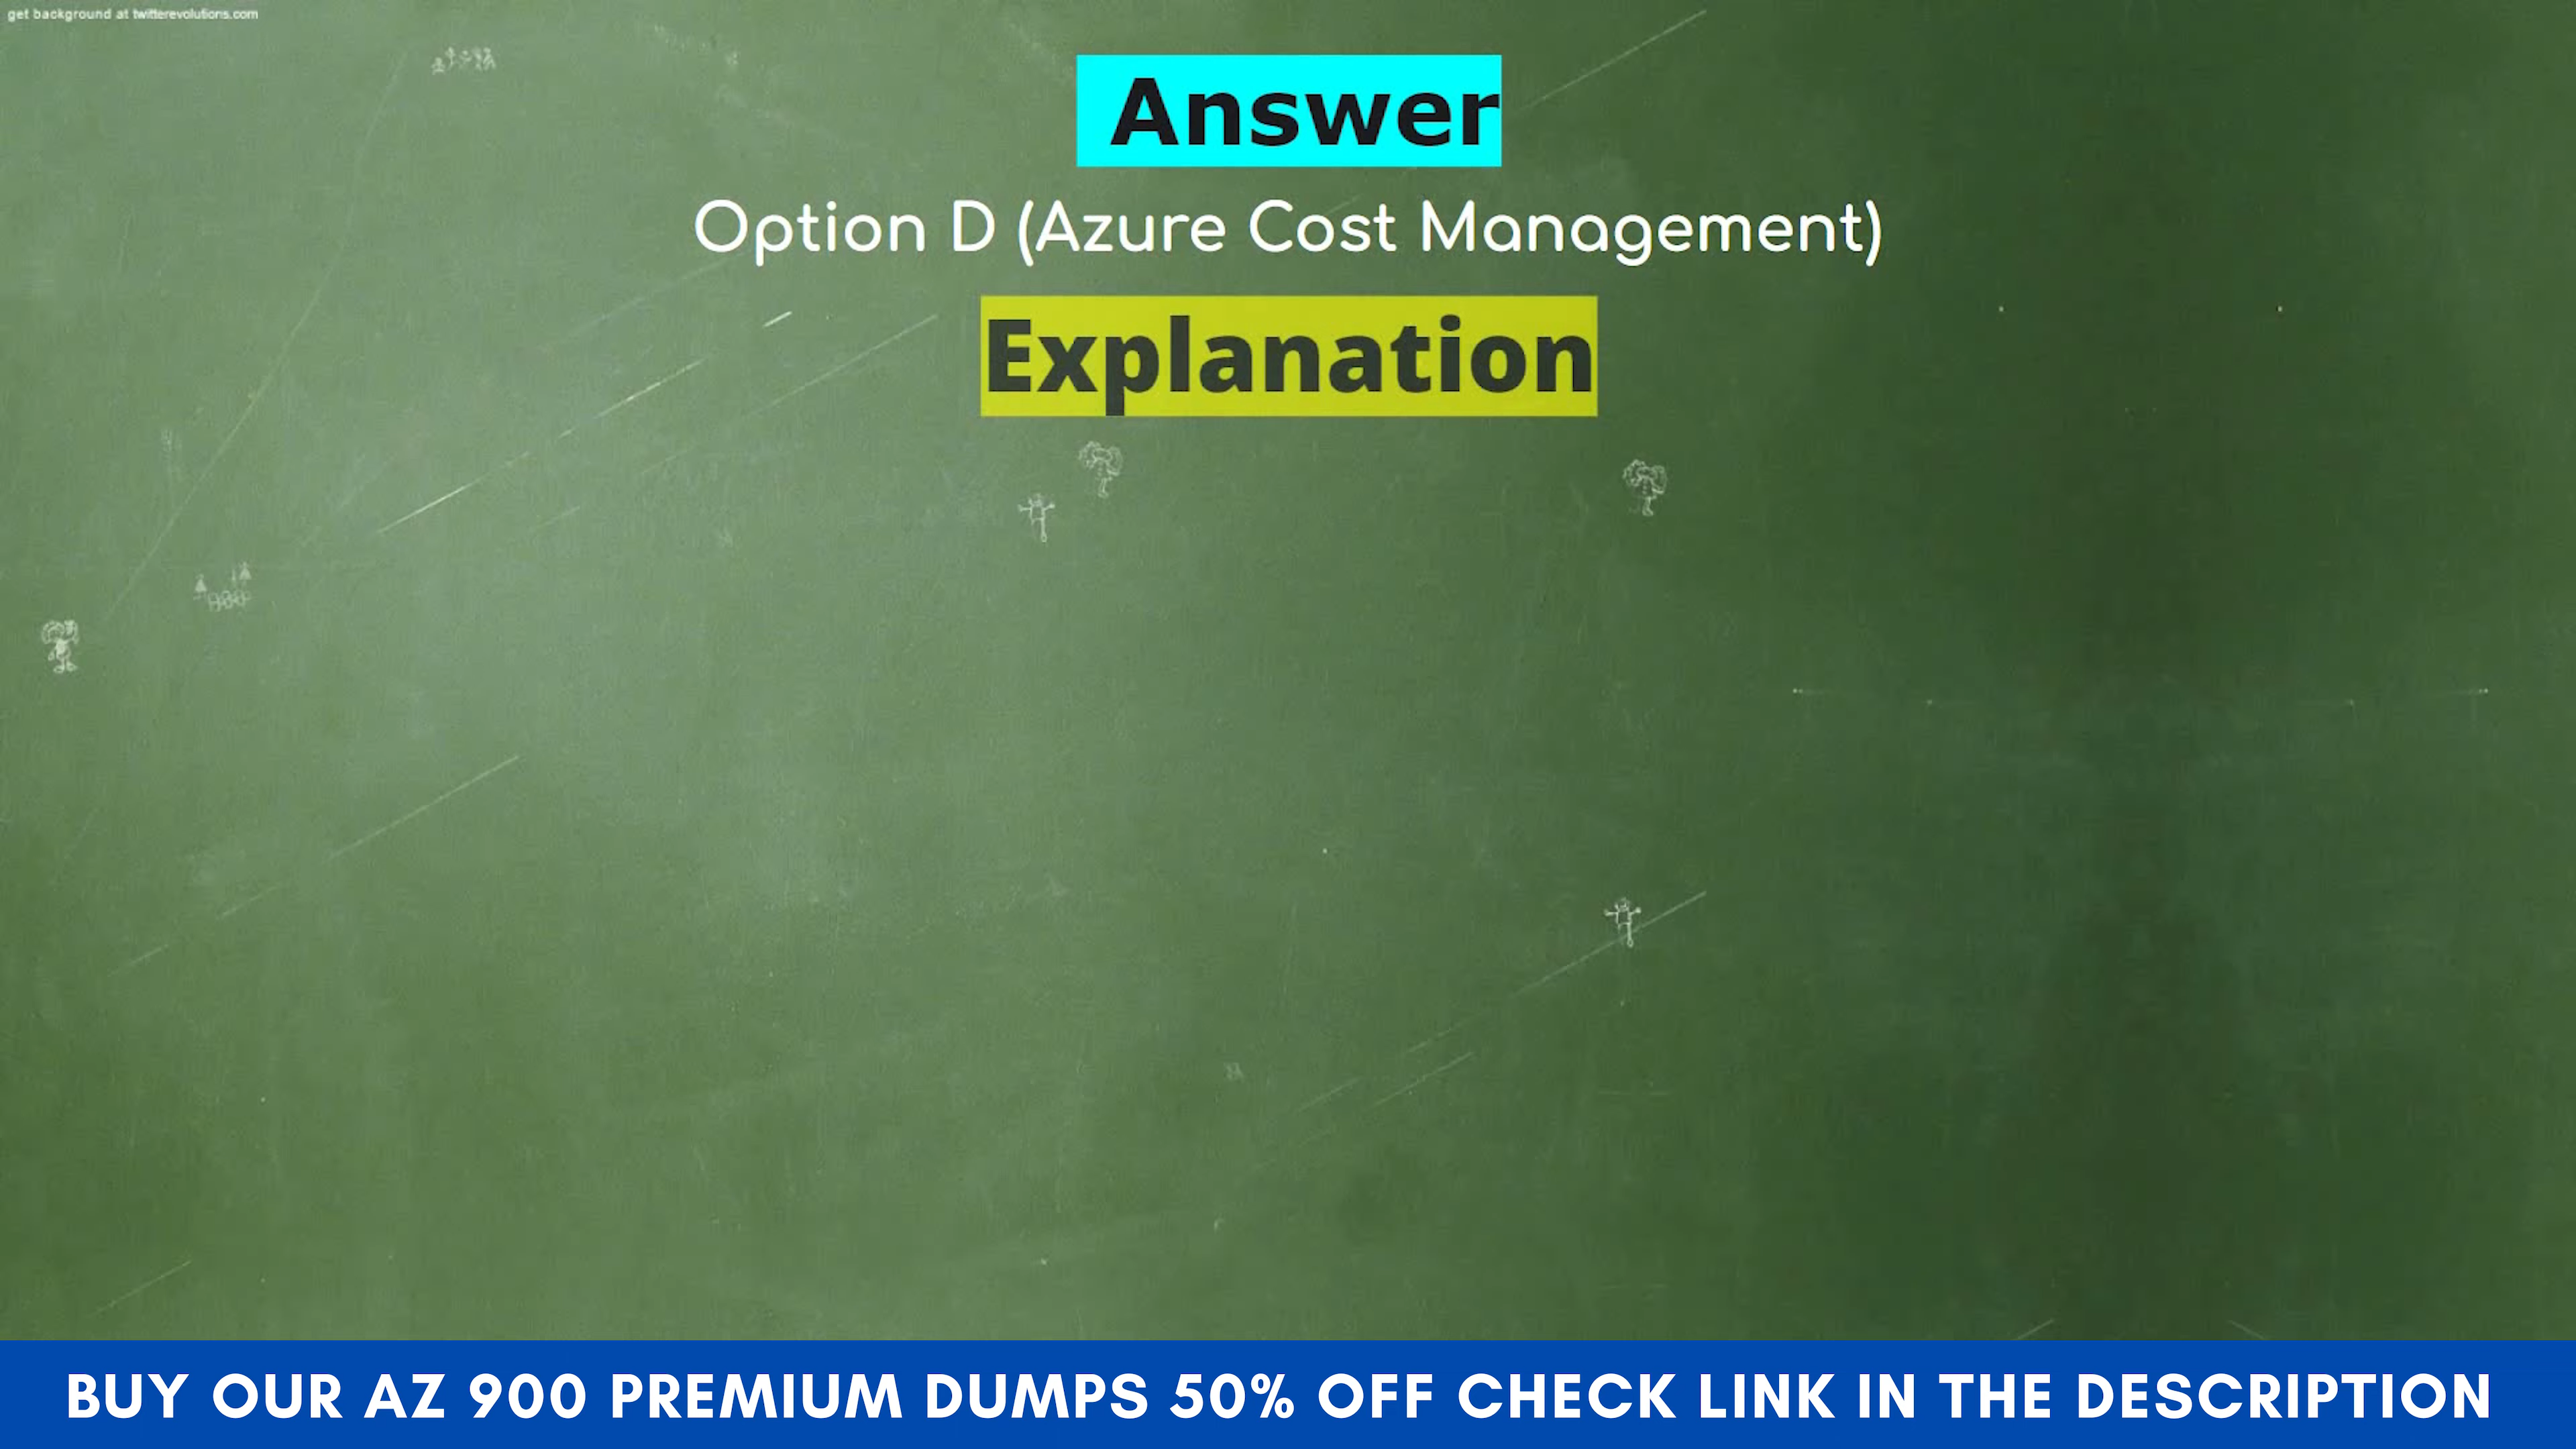 get background at twitterevolutions.com
Answer
Option D (Azure Cost Management)
Explanation
BUY OUR AZ 900 PREMIUM DUMPS 50% OFF CHECK LINK IN THE DESCRIPTION